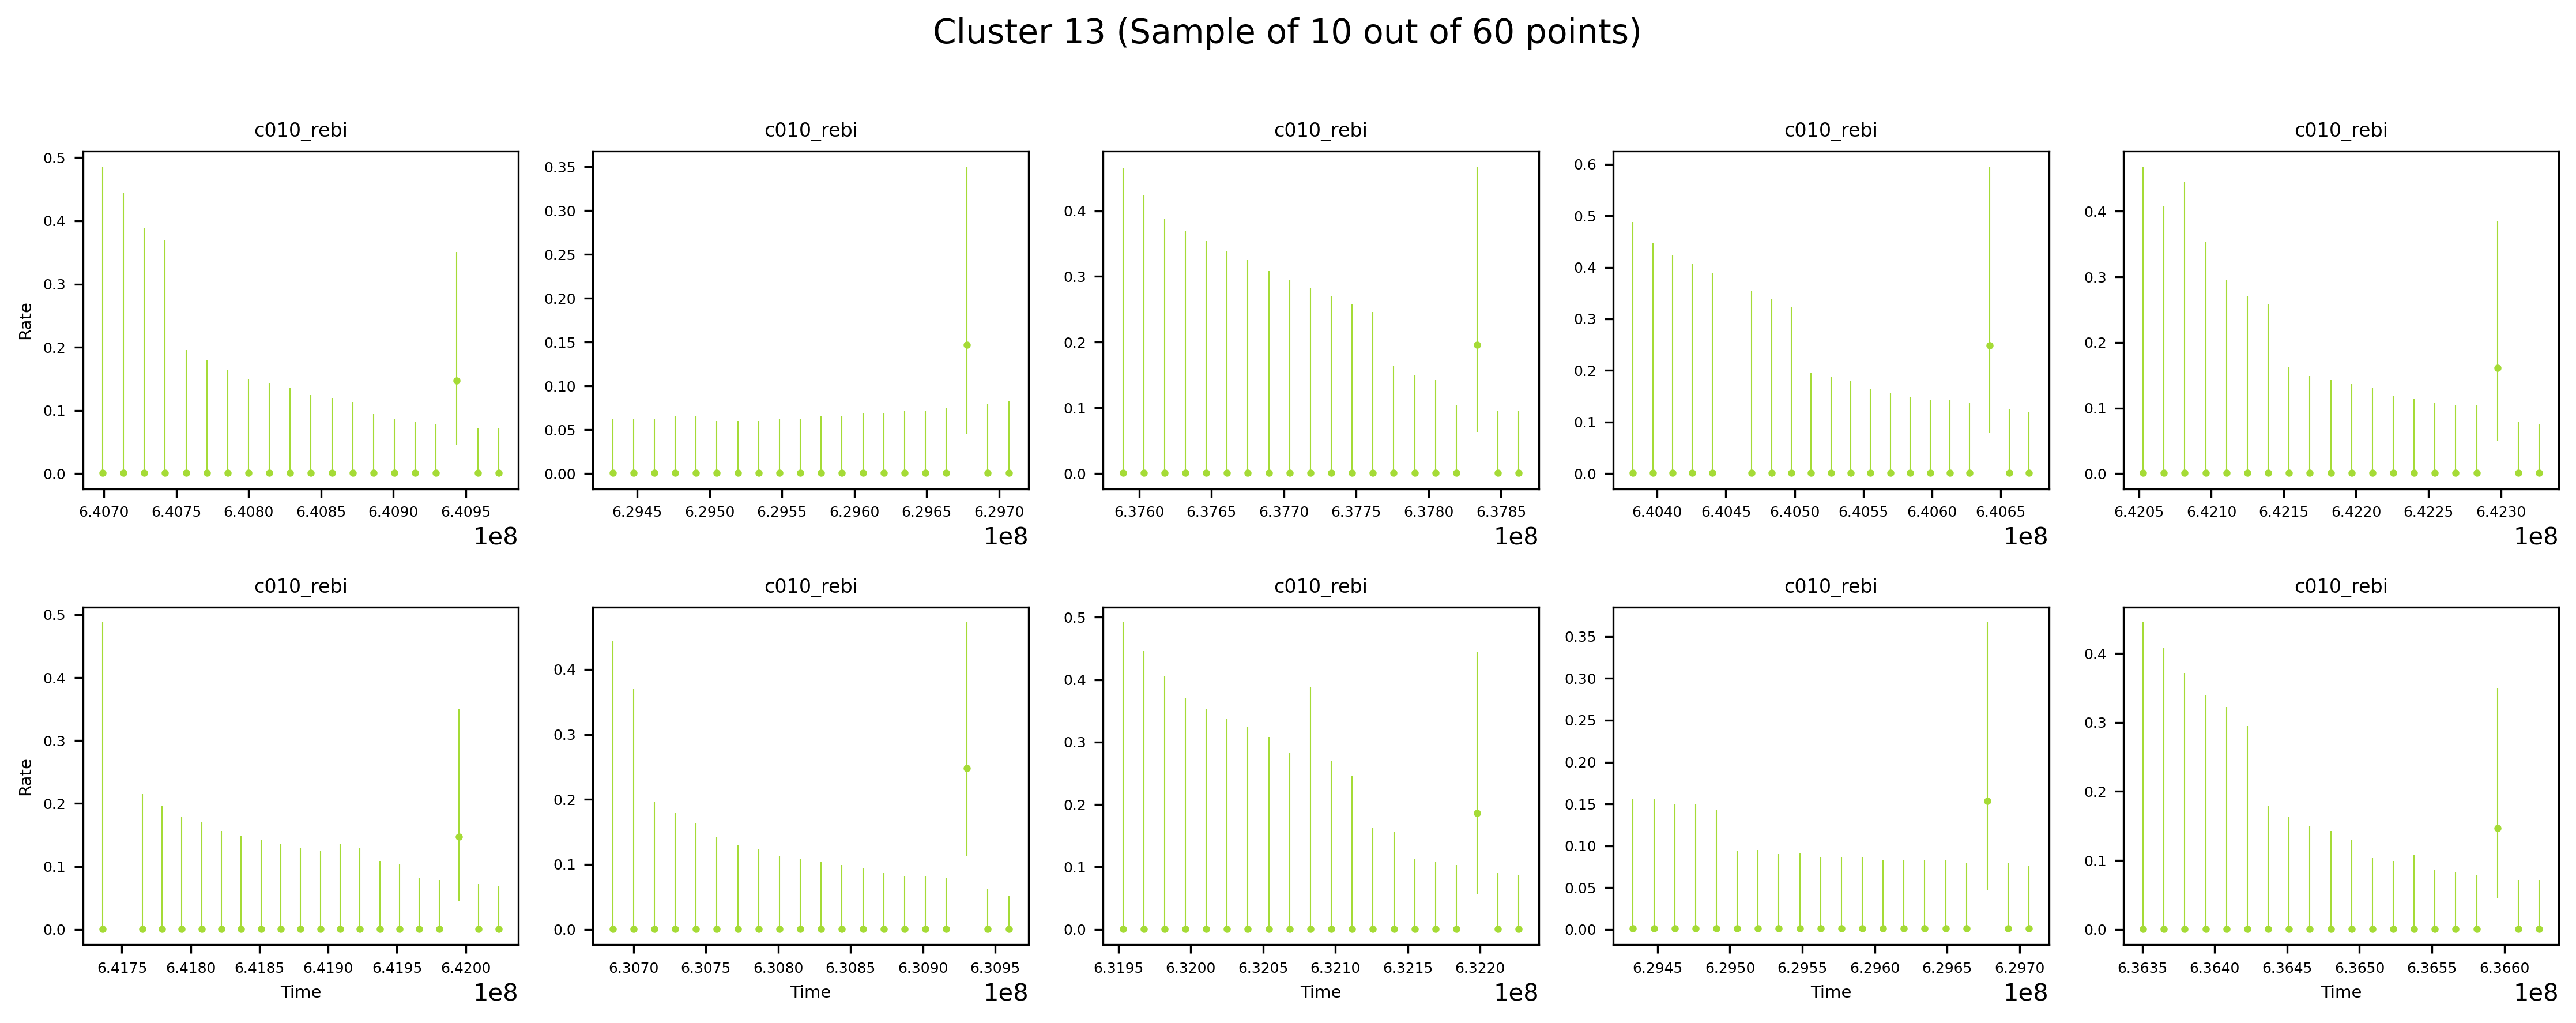 Cluster 13 (Sample of 10 out of 60 points)
c010_rebi c010_rebi c010_rebi c010_rebi c010_rebi
Rate
0.5 0.4 0.3 0.2 0.1 0.0
6.4070 6.4075 6.4080 6.4085 6.4090 6.4095
1e8
0.35 0.30 0.25 0.20 0.15 0.10 0.05 0.00
6.2945 6.2950 6.2955 6.2960 6.2965 6.2970
1e8
0.4 0.3 0.2 0.1 0.0
6.3760 6.3765 6.3770 6.3775 6.3780 6.3785
1e8
0.6 0.5 0.4 0.3 0.2 0.1 0.0
6.4040 6.4045 6.4050 6.4055 6.4060 6.4065
1e8
0.4 0.3 0.2 0.1 0.0
6.4205 6.4210 6.4215 6.4220 6.4225 6.4230
1e8
c010_rebi c010_rebi c010_rebi c010_rebi c010_rebi
Rate
0.5 0.4 0.3 0.2 0.1 0.0
6.4175 6.4180 6.4185 6.4190 6.4195 6.4200
Time 1e8
0.4 0.3 0.2 0.1 0.0
6.3070 6.3075 6.3080 6.3085 6.3090 6.3095
Time 1e8
0.5 0.4 0.3 0.2 0.1 0.0
6.3195 6.3200 6.3205 6.3210 6.3215 6.3220
Time 1e8
0.35 0.30 0.25 0.20 0.15 0.10 0.05 0.00
6.2945 6.2950 6.2955 6.2960 6.2965 6.2970
Time 1e8
0.4 0.3 0.2 0.1 0.0
6.3635 6.3640 6.3645 6.3650 6.3655 6.3660
Time 1e8